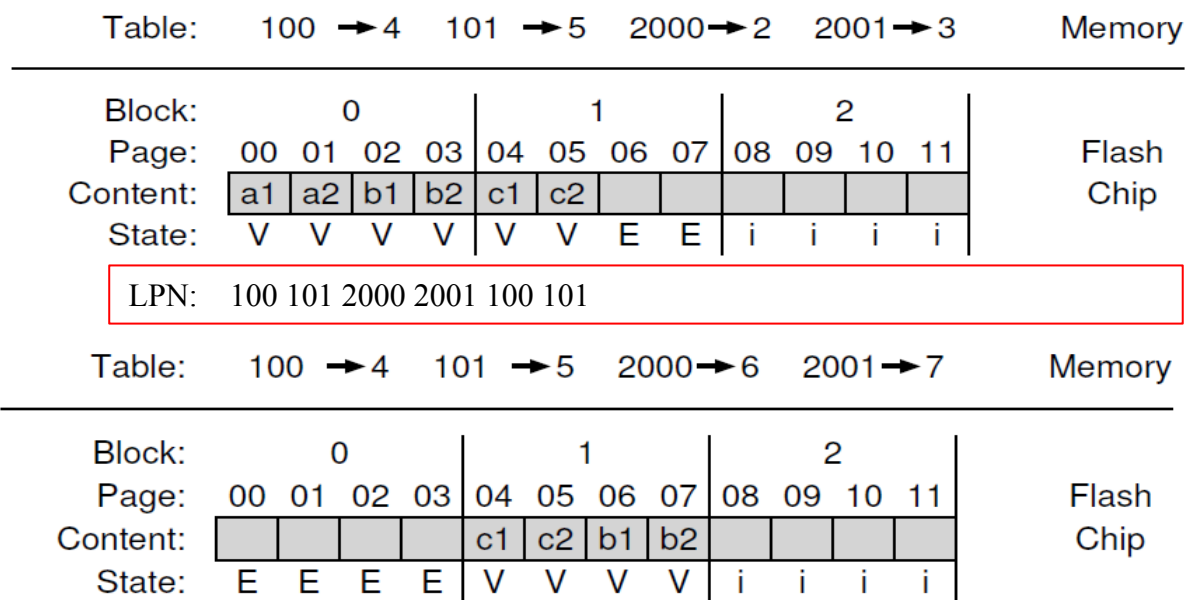 Table: 100 → 4 101 → 5 2000 → 2 2001 → 3 Memory
Block: 0 1 2
Page: 00 01 02 03 04 05 06 07 08 09 10 11 Flash
Content: a1 a2 b1 b2 c1 c2 Chip
State: V V V V V V E E i i i i
LPN: 100 101 2000 2001 100 101
Table: 100 → 4 101 → 5 2000 → 6 2001 → 7 Memory
Block: 0 1 2
Page: 00 01 02 03 04 05 06 07 08 09 10 11 Flash
Content: c1 c2 b1 b2 Chip
State: E E E E V V V V i i i i